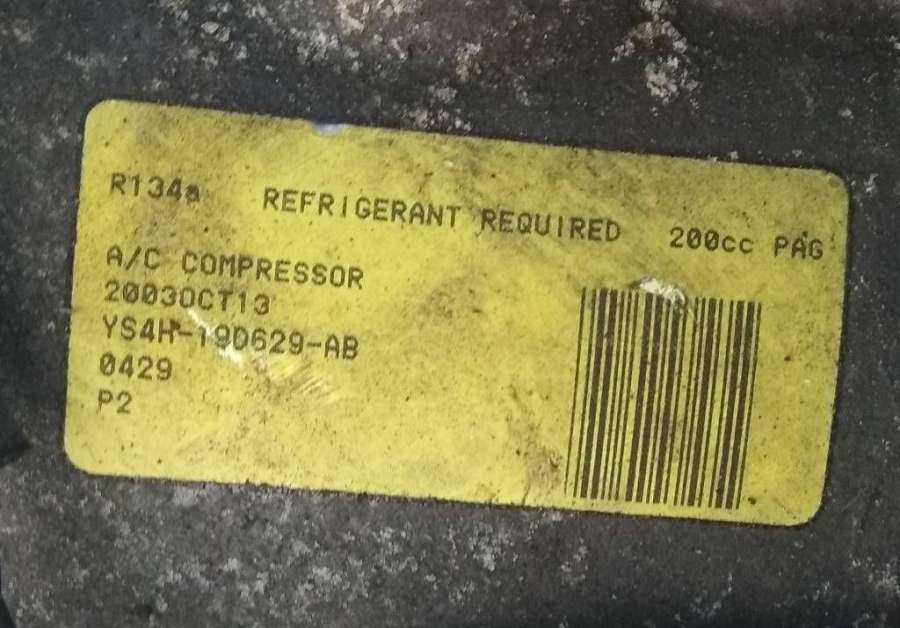 R134a REFRIGERANT REQUIRED 200cc PAG
A/C COMPRESSOR
2003OCT13
YS4H-19D629-AB
0429
P2